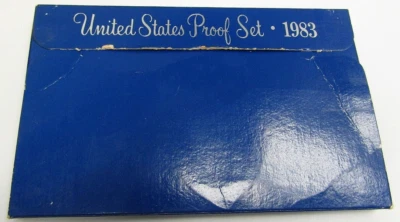 United States Proof Set · 1983